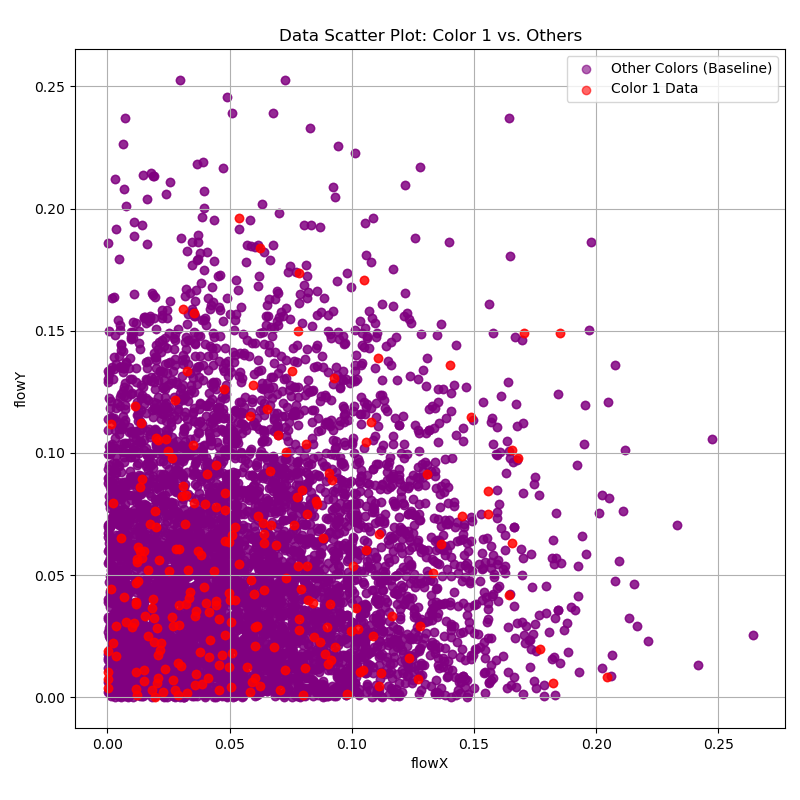 Data Scatter Plot: Color 1 vs. Others
Other Colors (Baseline)
Color 1 Data
flowY
0.25
0.20
0.15
0.10
0.05
0.00
0.00 0.05 0.10 0.15 0.20 0.25
flowX